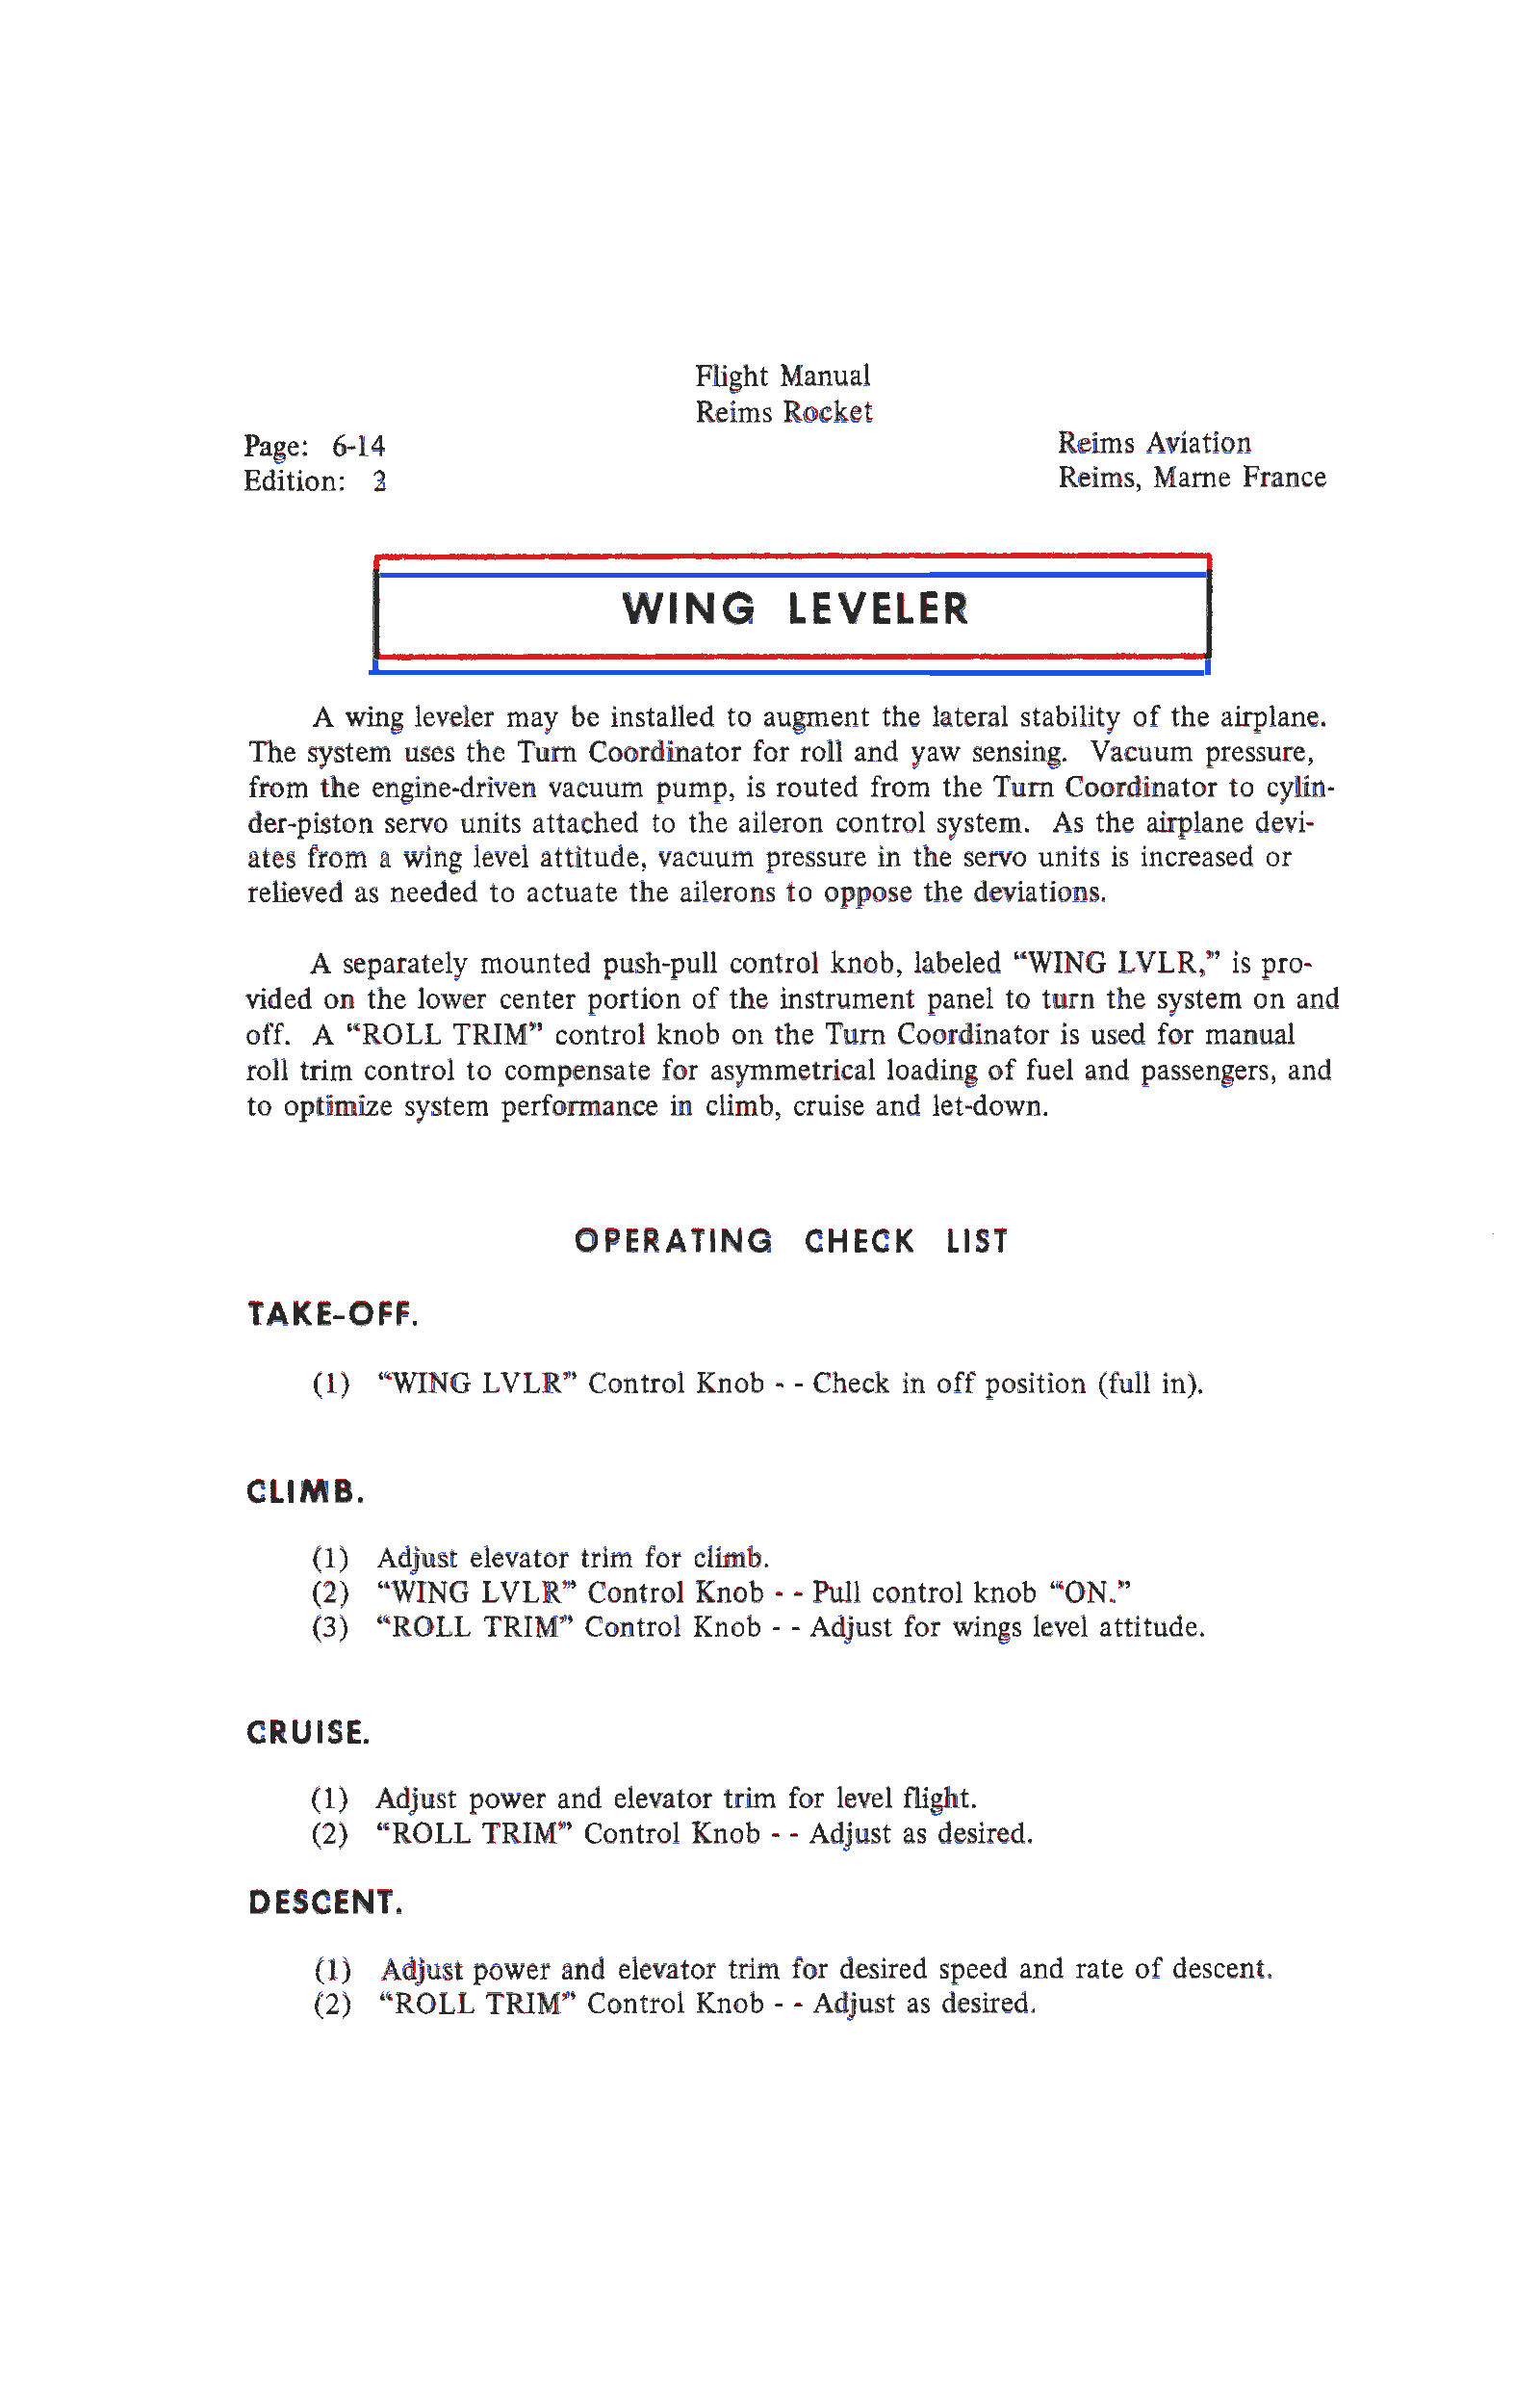 Flight Manual
Reims Rocket
Page: 6-14
Edition:
Reims Aviation
Reims, Marne France
WING LEVELER
A wing leveler may be installed to augment the lateral stability of the airplane.
The system uses the Turn Coordinator for roll and yaw sensing. Vacuum pressure,
from the engine-driven vacuum pump, is routed from the Turn Coordinator to cylin-
der-piston servo units attached to the aileron control system. As the airplane devi-
ates from a wing level attitude, vacuum pressure in the servo units is increased or
relieved as needed to actuate the ailerons to oppose the deviations.
A separately mounted push-pull control knob, labeled “WING LVLR,” is pro-
vided on the lower center portion of the instrument panel to turn the system on and
off. A “ROLL TRIM” control knob on the Turn Coordinator is used for manual
roll trim control to compensate for asymmetrical loading of fuel and passengers, and
to optimize system performance in climb, cruise and let-down.
OPERATING CHECK LIST
TAKE-OFF.
(1) “WING LVLR” Control Knob - - Check in off position (full in).
CLIMB.
(1) Adjust elevator trim for climb.
(2) “WING LVLR” Control Knob - - Pull control knob “ON.”
(3) “ROLL TRIM” Control Knob - - Adjust for wings level attitude.
CRUISE.
(1) Adjust power and elevator trim for level flight.
(2) “ROLL TRIM” Control Knob - - Adjust as desired.
DESCENT.
(1) Adjust power and elevator trim for desired speed and rate of descent.
(2) “ROLL TRIM” Control Knob - - Adjust as desired.